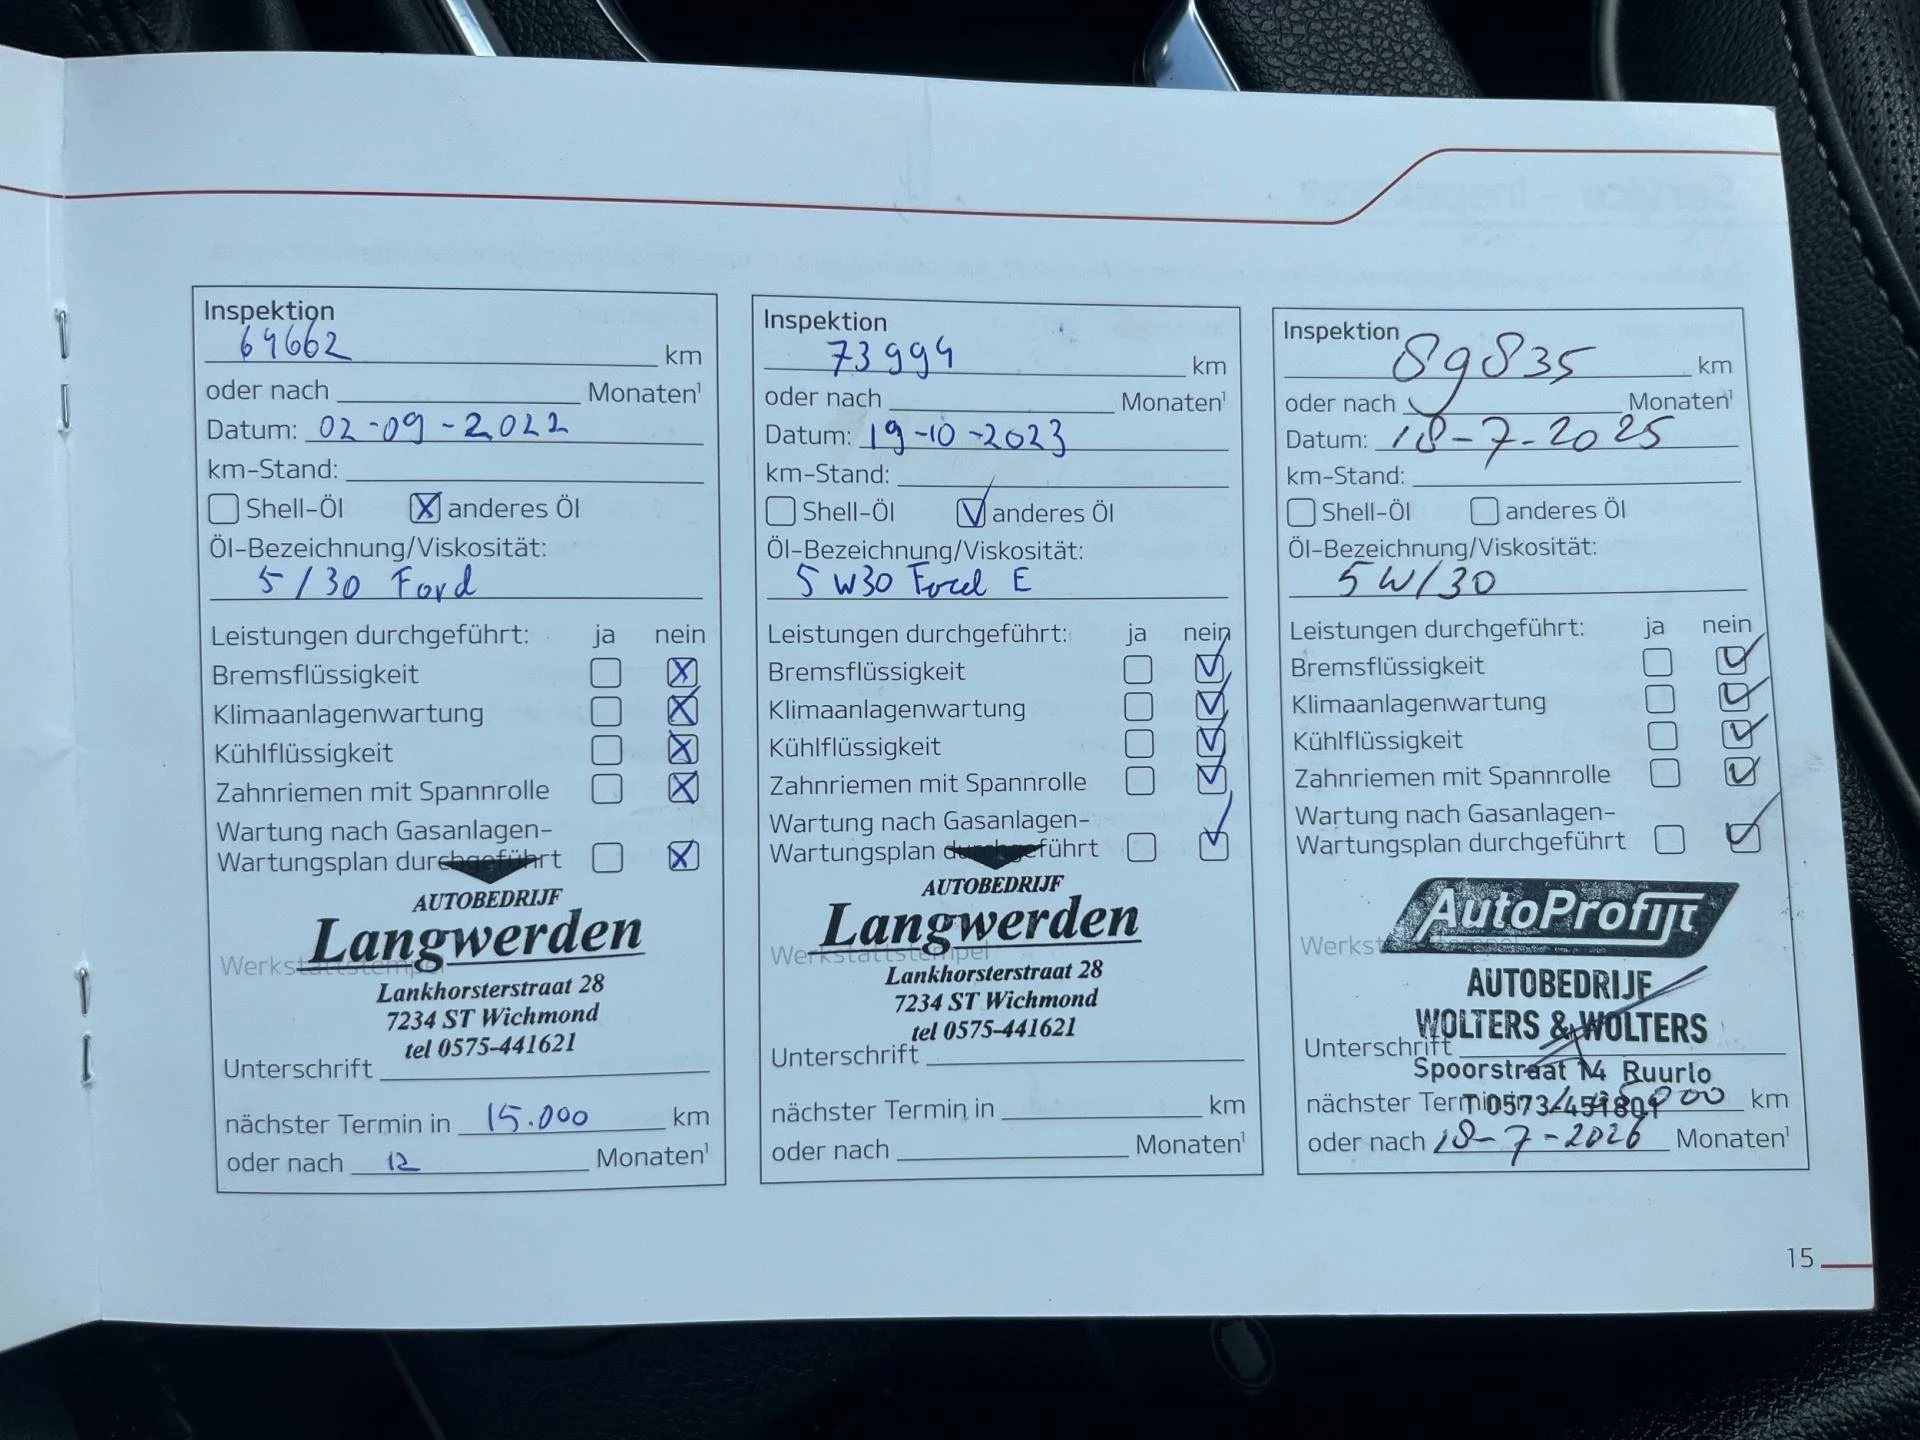 Inspektion
64662 km
oder nach Monaten¹
Datum: 02-09-2022
km-Stand:
Shell-Öl X anderes Öl
Öl-Bezeichnung/Viskosität:
5/30 Ford
Leistungen durchgeführt: ja nein
Bremsflüssigkeit X
Klimaanlagenwartung X
Kühlflüssigkeit X
Zahnriemen mit Spannrolle X
Wartung nach Gasanlagen-
Wartungsplan durchgeführt X
AUTOBEDRIJF
Langwerden
Werkstattstempel
Lankhorsterstraat 28
7234 ST Wichmond
tel 0575-441621
Unterschrift
nächster Termin in 15.000 km
oder nach 12 Monaten¹
Inspektion
73994 km
oder nach Monaten¹
Datum: 19-10-2023
km-Stand:
Shell-Öl anderes Öl
Öl-Bezeichnung/Viskosität:
5W30 Ford E
Leistungen durchgeführt: ja nein
Bremsflüssigkeit
Klimaanlagenwartung
Kühlflüssigkeit
Zahnriemen mit Spannrolle
Wartung nach Gasanlagen-
Wartungsplan durchgeführt
AUTOBEDRIJF
Langwerden
Werkstattstempel
Lankhorsterstraat 28
7234 ST Wichmond
tel 0575-441621
Unterschrift
nächster Termin in km
oder nach Monaten¹
Inspektion
89835 km
oder nach Monaten¹
Datum: 18-7-2025
km-Stand:
Shell-Öl anderes Öl
Öl-Bezeichnung/Viskosität:
5W/30
Leistungen durchgeführt: ja nein
Bremsflüssigkeit
Klimaanlagenwartung
Kühlflüssigkeit
Zahnriemen mit Spannrolle
Wartung nach Gasanlagen-
Wartungsplan durchgeführt
AutoProfijt
Werkstattstempel
AUTOBEDRIJF
WOLTERS & WOLTERS
Unterschrift
Spoorstraat 14 Ruurlo
T 0573-451801
nächster Termin km
oder nach 18-7-2026 Monaten¹
15